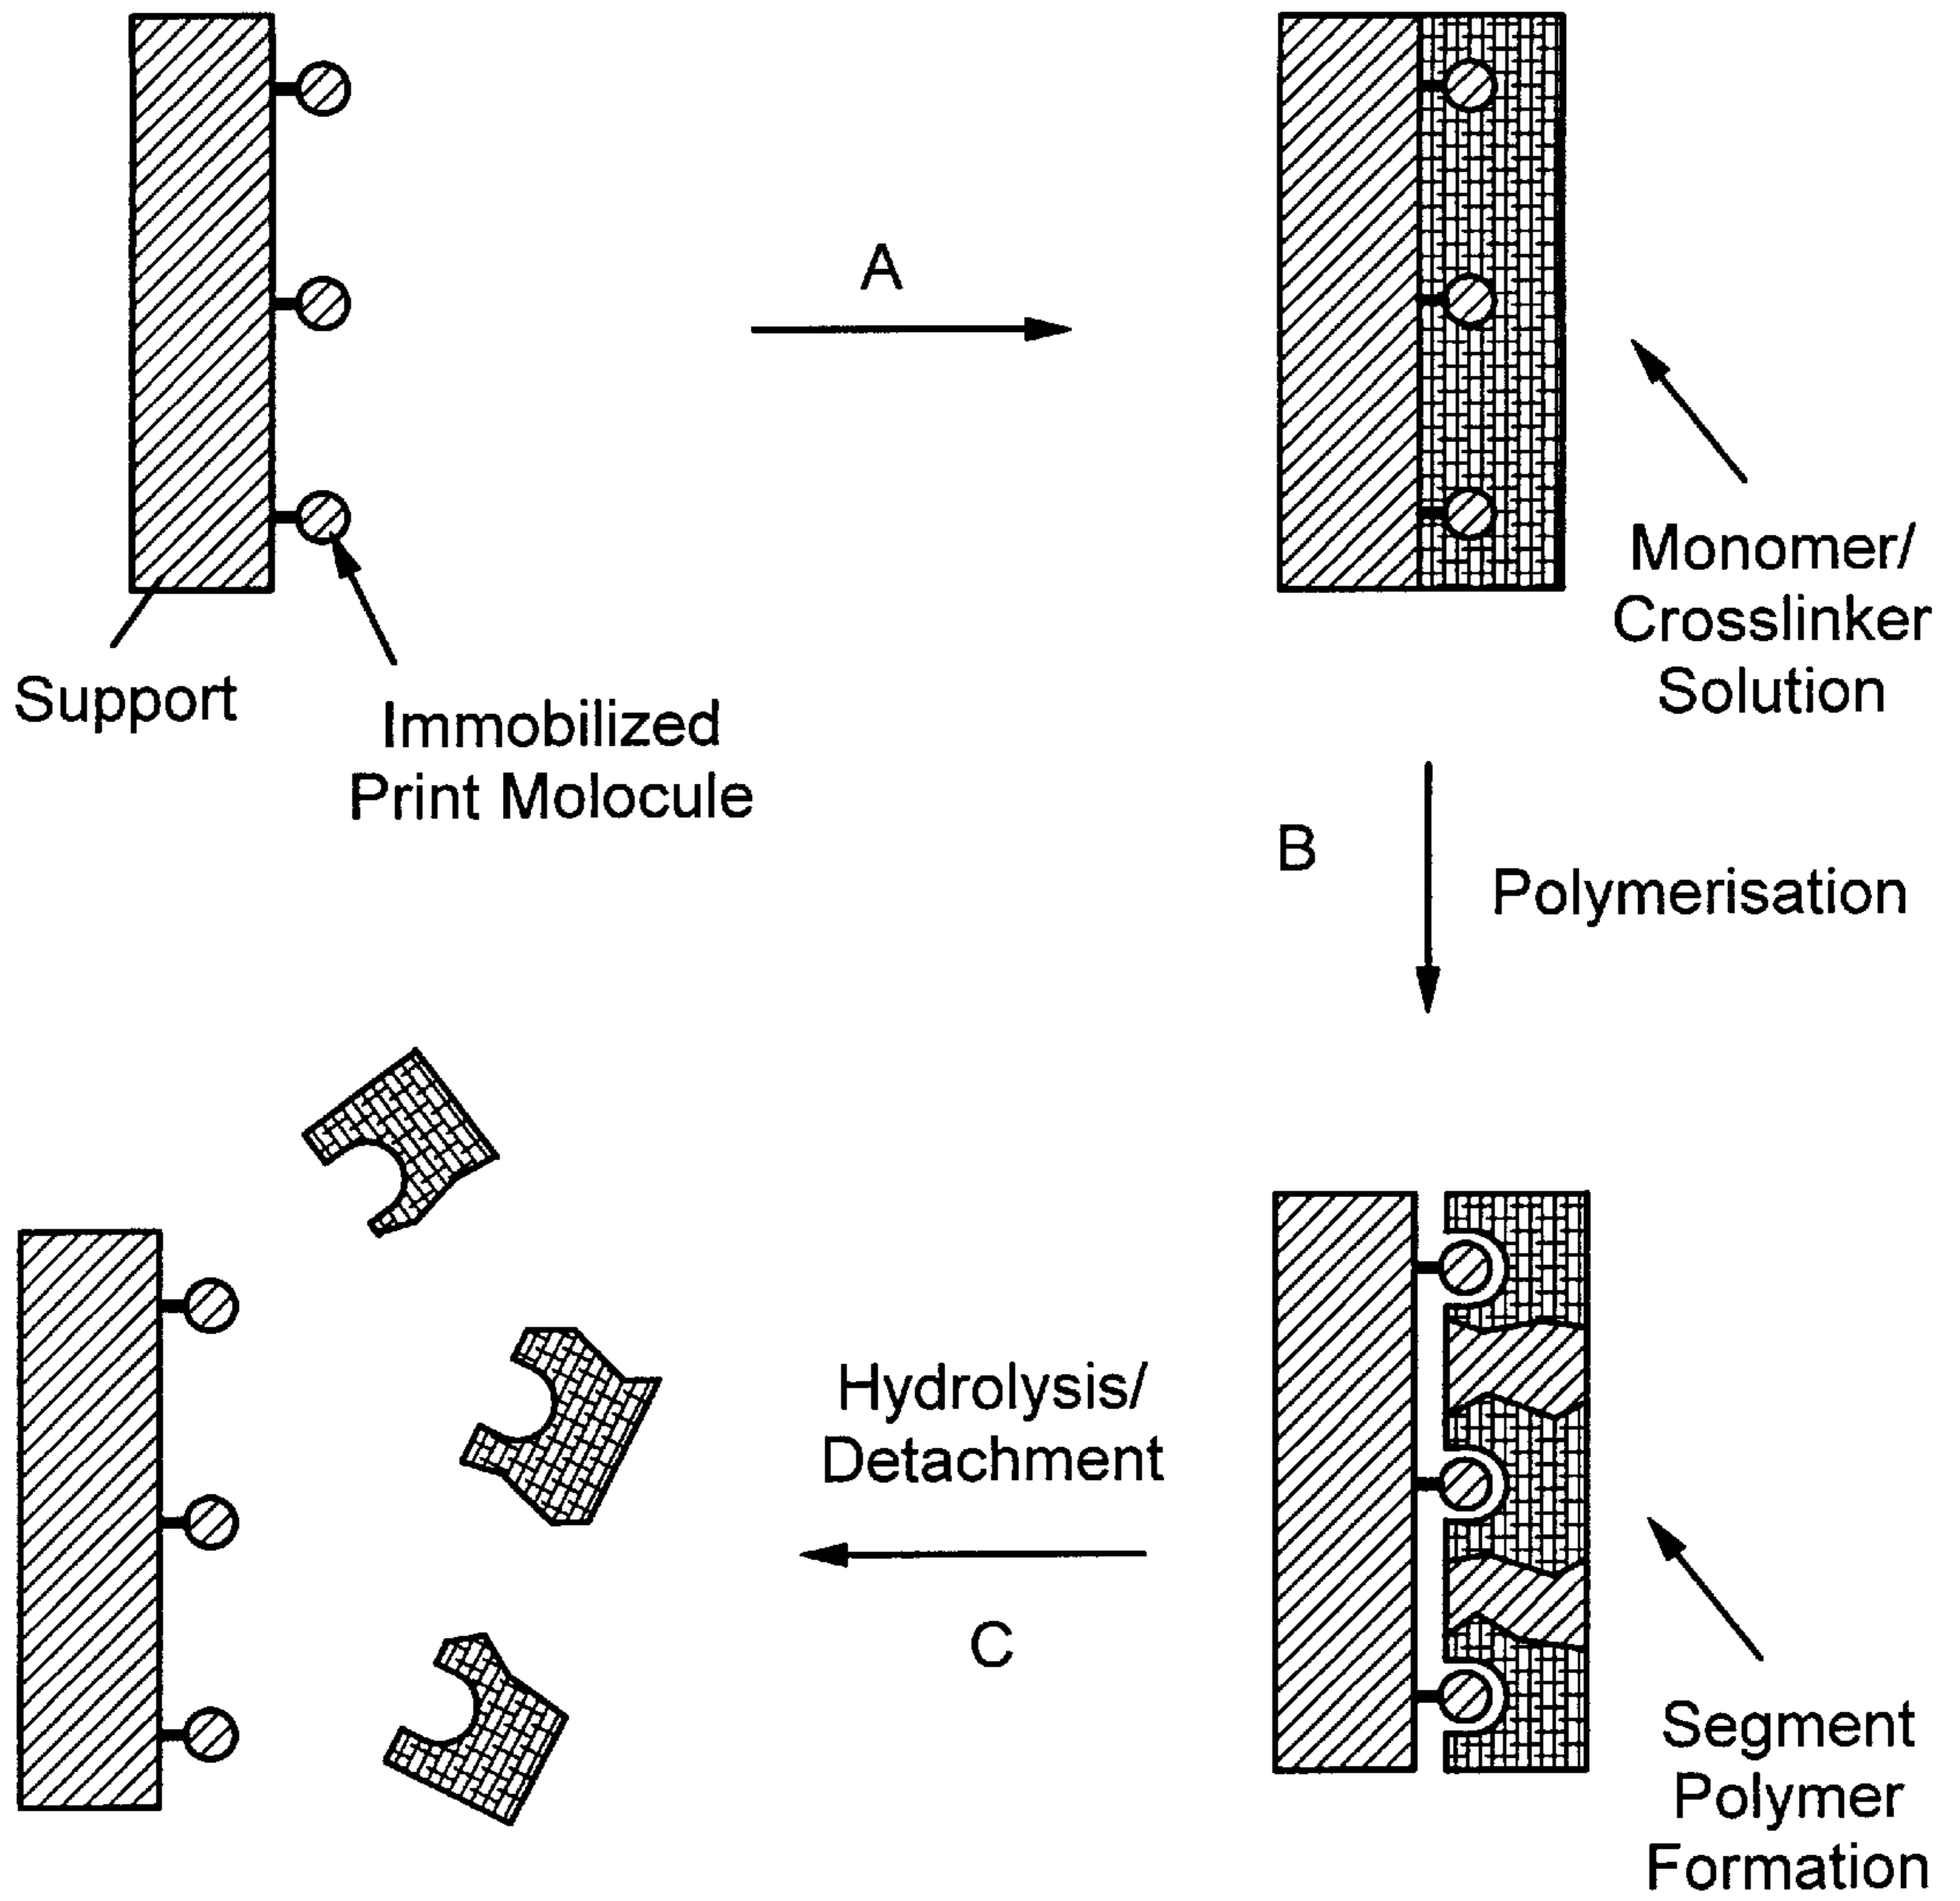 A
Support
Immobilized
Print Molocule
Monomer/
Crosslinker
Solution
B
Polymerisation
Hydrolysis/
Detachment
C
Segment
Polymer
Formation